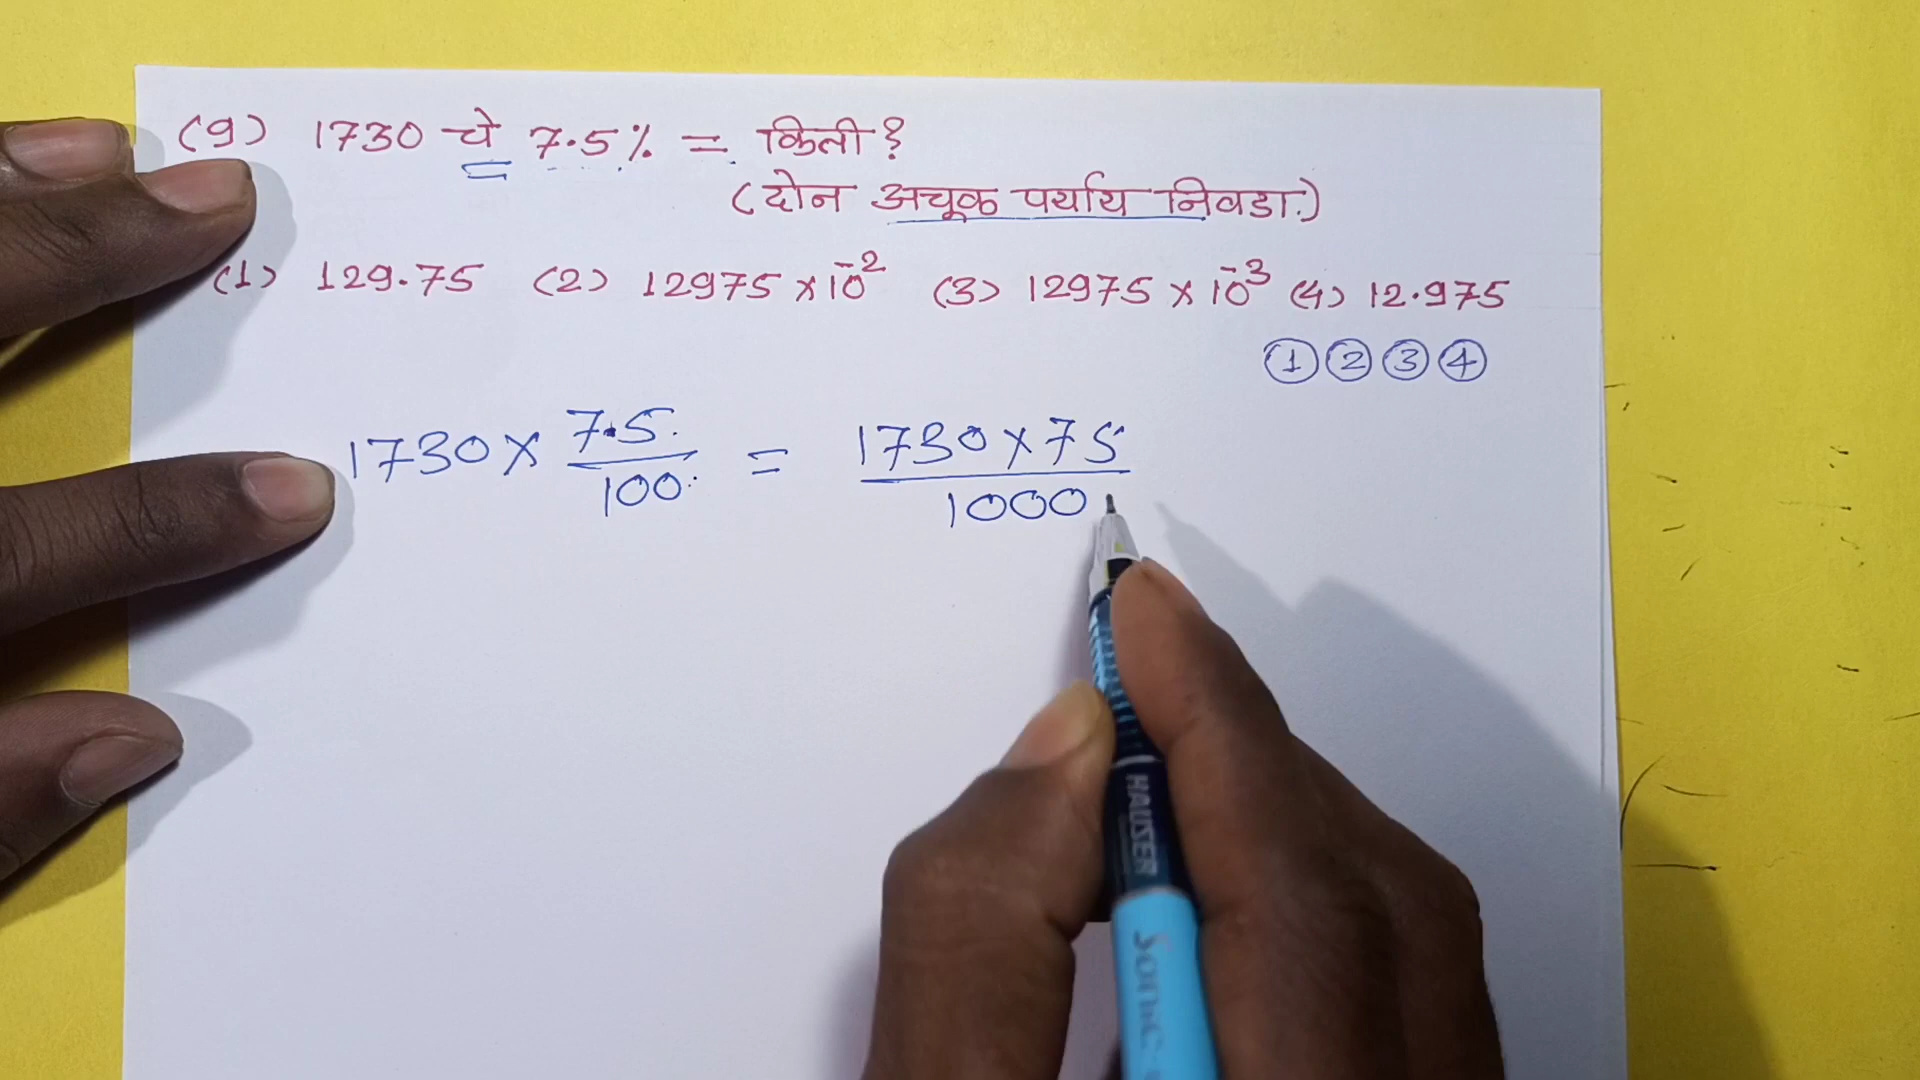 (9) 1730 चे 7.5% = किती?
(दोन अचूक पर्याय निवडा.)
(1) 129.75 (2) 12975 × 10⁻² (3) 12975 × 10⁻³ (4) 12.975
① ② ③ ④
1730 × 7.5/100 = 1730 × 75/1000
HAUSER
Sonic